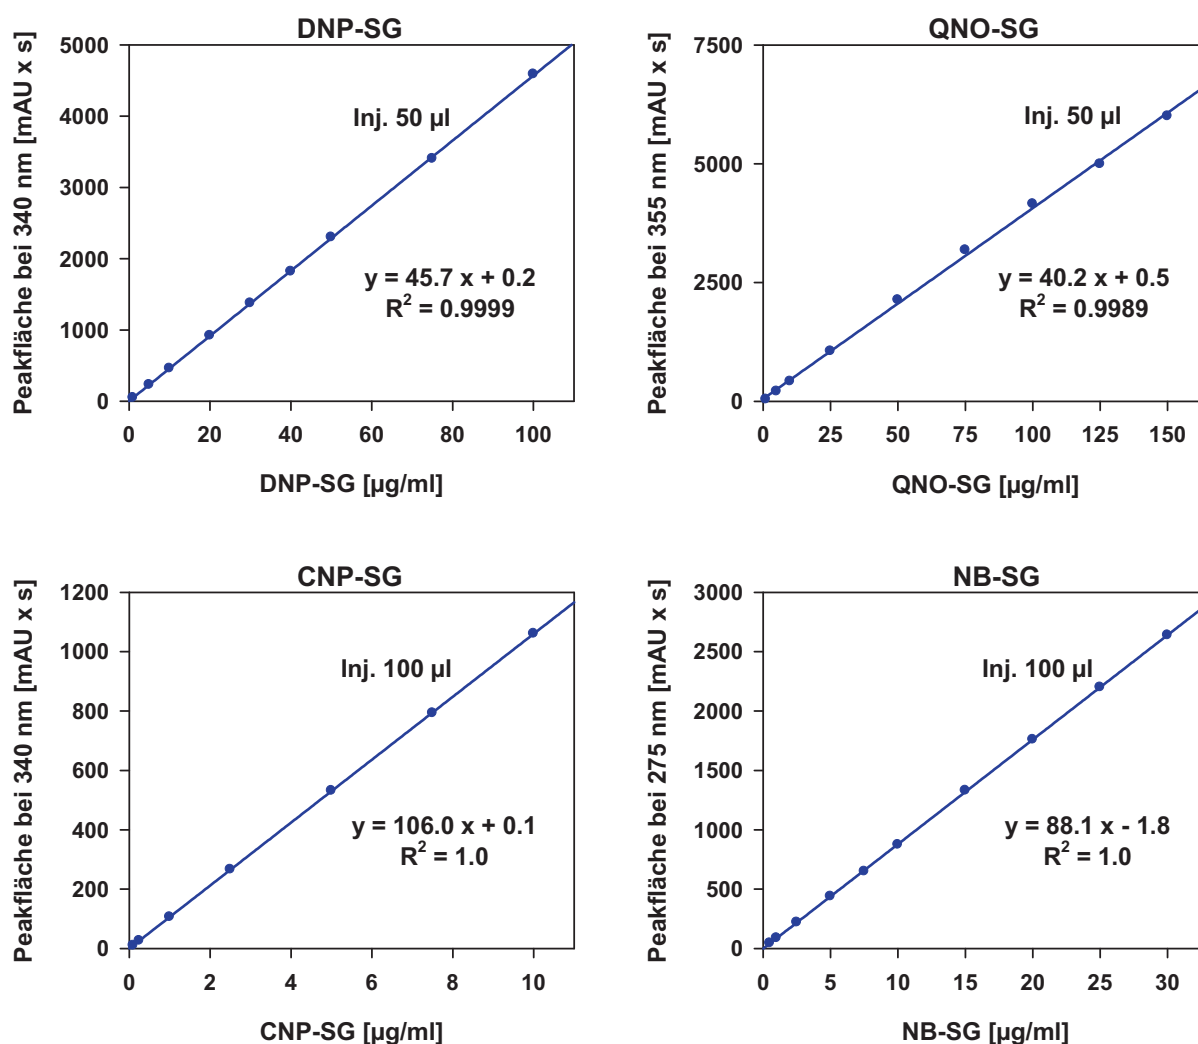 DNP-SG
Peakfläche bei 340 nm [mAU x s]
5000
4000
3000
2000
1000
0
Inj. 50 µl
y = 45.7 x + 0.2
R² = 0.9999
0 20 40 60 80 100
DNP-SG [µg/ml]
QNO-SG
Peakfläche bei 355 nm [mAU x s]
7500
5000
2500
0
Inj. 50 µl
y = 40.2 x + 0.5
R² = 0.9989
0 25 50 75 100 125 150
QNO-SG [µg/ml]
CNP-SG
Peakfläche bei 340 nm [mAU x s]
1200
1000
800
600
400
200
0
Inj. 100 µl
y = 106.0 x + 0.1
R² = 1.0
0 2 4 6 8 10
CNP-SG [µg/ml]
NB-SG
Peakfläche bei 275 nm [mAU x s]
3000
2500
2000
1500
1000
500
0
Inj. 100 µl
y = 88.1 x - 1.8
R² = 1.0
0 5 10 15 20 25 30
NB-SG [µg/ml]